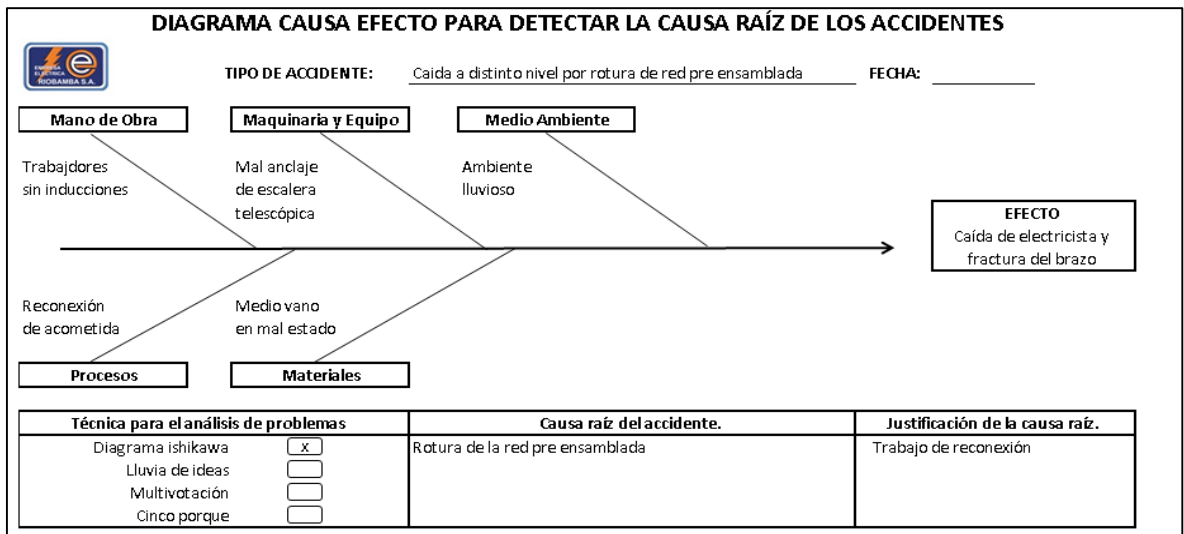 DIAGRAMA CAUSA EFECTO PARA DETECTAR LA CAUSA RAÍZ DE LOS ACCIDENTES
e
EMPRESA
ELECTRICA
RIOBAMBA S.A.
TIPO DE ACCIDENTE: Caida a distinto nivel por rotura de red pre ensamblada FECHA:
Mano de Obra
Maquinaria y Equipo
Medio Ambiente
Trabajdores
sin inducciones
Mal anclaje
de escalera
telescópica
Ambiente
lluvioso
EFECTO
Caída de electricista y
fractura del brazo
Reconexión
de acometida
Medio vano
en mal estado
Procesos
Materiales
Técnica para el análisis de problemas
Causa raíz del accidente.
Justificación de la causa raíz.
Diagrama ishikawa x
Rotura de la red pre ensamblada
Trabajo de reconexión
Lluvia de ideas
Multivotación
Cinco porque